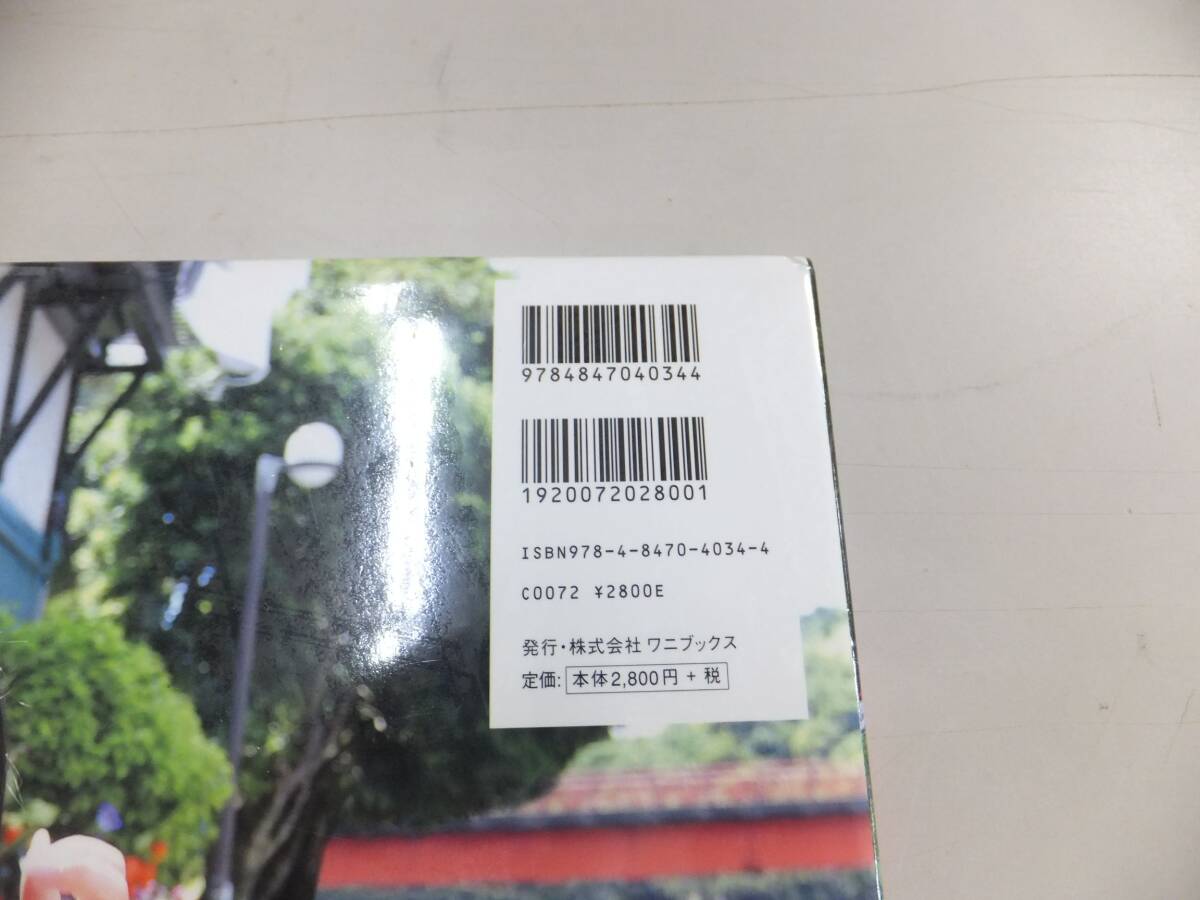 9784847040344
1920072028001
ISBN978-4-8470-4034-4
C0072 ¥2800E
発行・株式会社 ワニブックス
定価: 本体2,800円 + 税